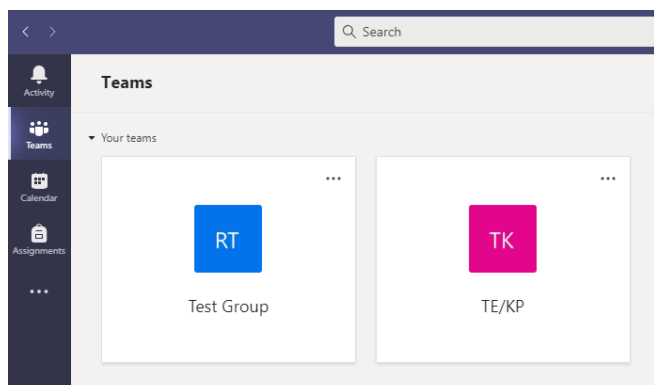 Search
Activity
Teams
Teams
Calendar
Assignments
Your teams
RT
Test Group
TK
TE/KP